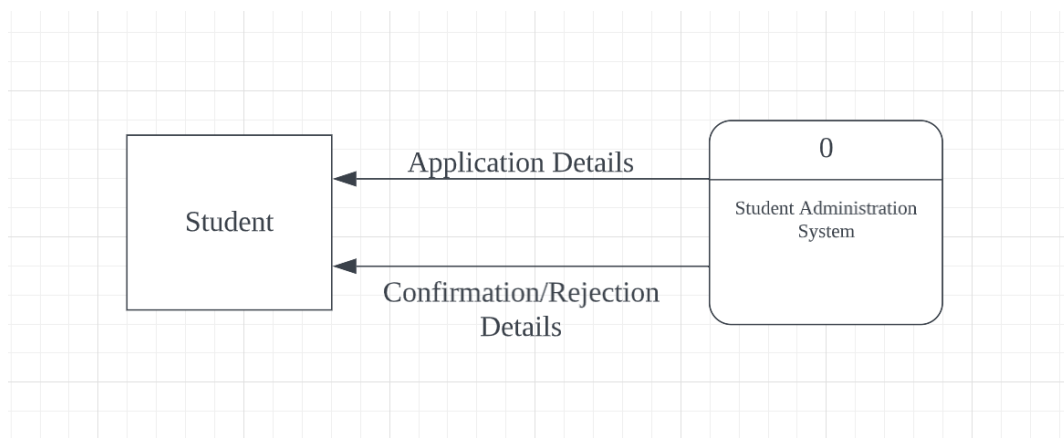 0
Application Details
Student Administration
System
Student
Confirmation/Rejection
Details